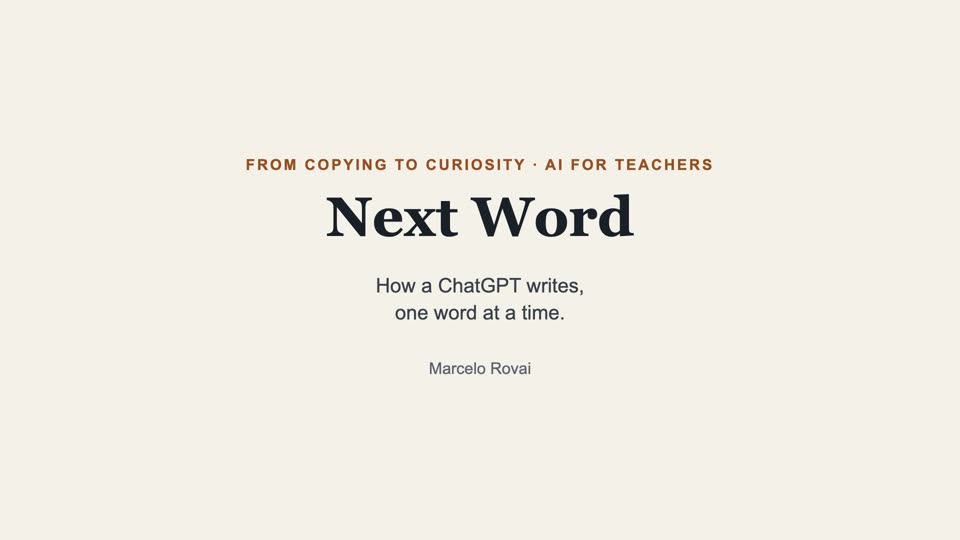 FROM COPYING TO CURIOSITY · AI FOR TEACHERS
Next Word
How a ChatGPT writes,
one word at a time.
Marcelo Rovai